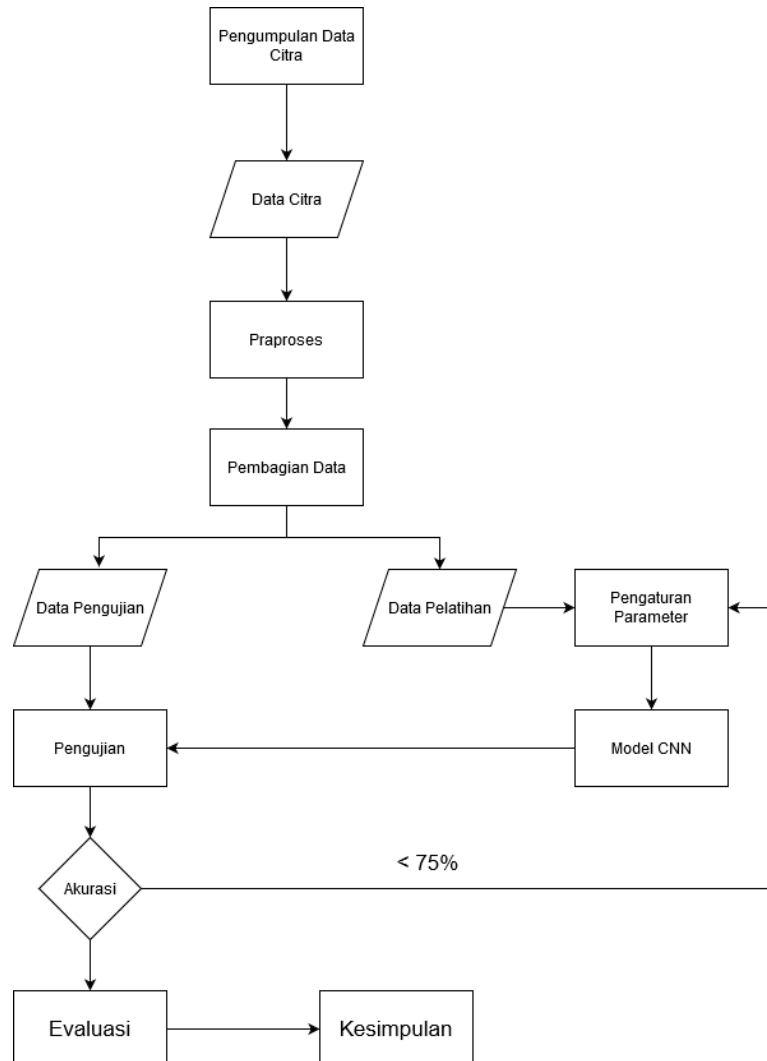 Pengumpulan Data
Citra
Data Citra
Praproses
Pembagian Data
Data Pengujian
Data Pelatihan
Pengaturan
Parameter
Pengujian
Model CNN
< 75%
Akurasi
Evaluasi
Kesimpulan